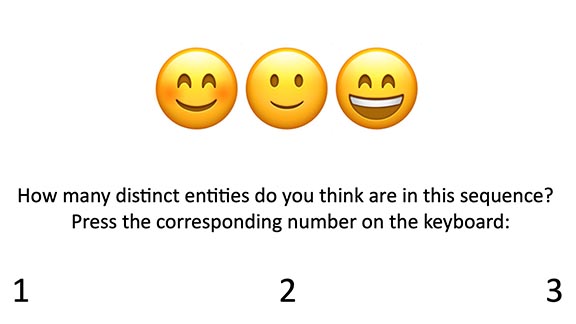 How many distinct entities do you think are in this sequence?
Press the corresponding number on the keyboard:
1 2 3